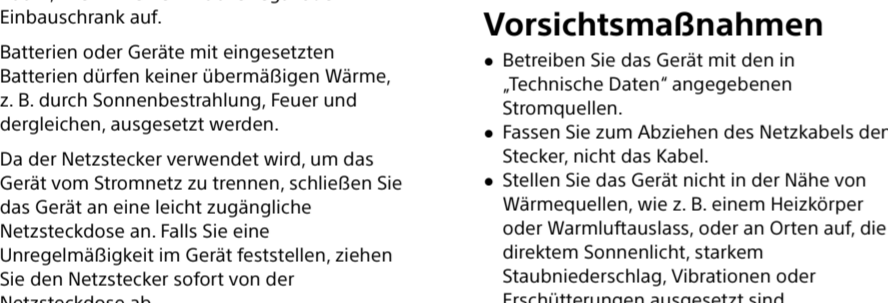 Einbauschrank auf.
Batterien oder Geräte mit eingesetzten
Batterien dürfen keiner übermäßigen Wärme,
z. B. durch Sonnenbestrahlung, Feuer und
dergleichen, ausgesetzt werden.
Da der Netzstecker verwendet wird, um das
Gerät vom Stromnetz zu trennen, schließen Sie
das Gerät an eine leicht zugängliche
Netzsteckdose an. Falls Sie eine
Unregelmäßigkeit im Gerät feststellen, ziehen
Sie den Netzstecker sofort von der
Netzsteckdose ab.
Vorsichtsmaßnahmen
● Betreiben Sie das Gerät mit den in
„Technische Daten“ angegebenen
Stromquellen.
● Fassen Sie zum Abziehen des Netzkabels den
Stecker, nicht das Kabel.
● Stellen Sie das Gerät nicht in der Nähe von
Wärmequellen, wie z. B. einem Heizkörper
oder Warmluftauslass, oder an Orten auf, die
direktem Sonnenlicht, starkem
Staubniederschlag, Vibrationen oder
Erschütterungen ausgesetzt sind